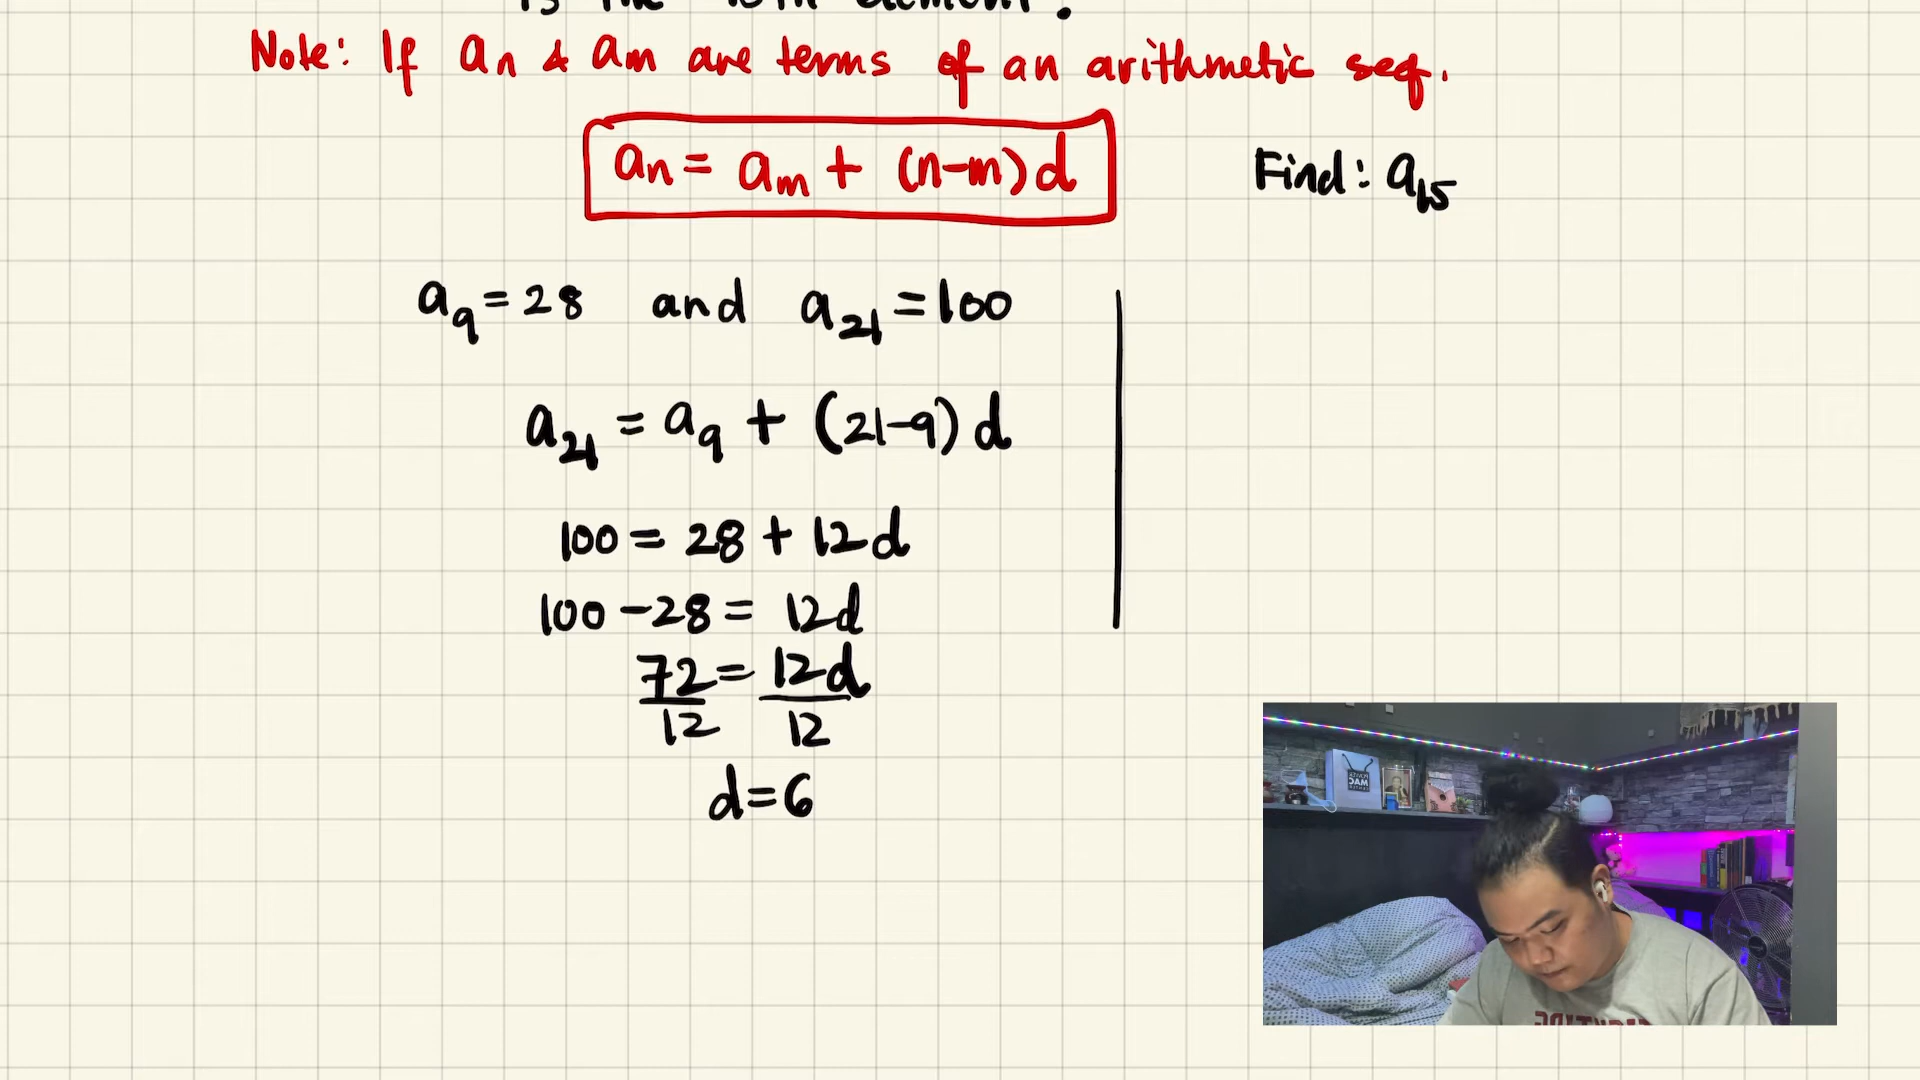 Note: If an & am are terms of an arithmetic seq.
an = am + (n-m)d
Find: a15
a9 = 28 and a21 = 100
a21 = a9 + (21-9)d
100 = 28 + 12d
100 - 28 = 12d
72 = 12d
12 12
d = 6
MAC